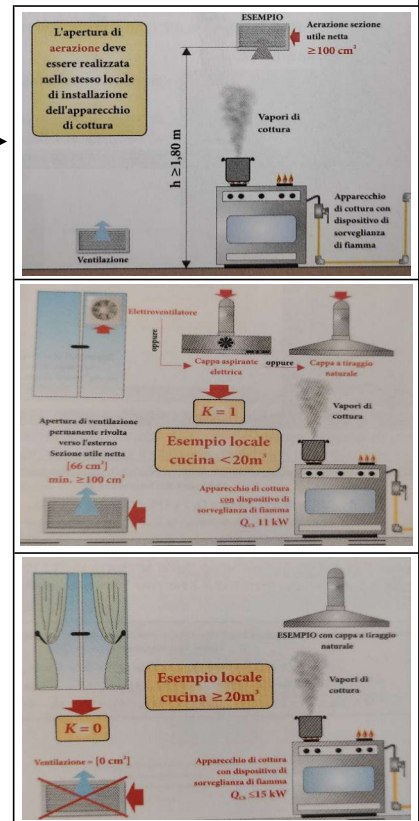 L'apertura di
aerazione deve
essere realizzata
nello stesso locale
di installazione
dell'apparecchio
di cottura
ESEMPIO
Aerazione sezione
utile netta
≥100 cm²
h ≥1,80 m
Vapori di
cottura
Apparecchio
di cottura con
dispositivo di
sorveglianza
di fiamma
Ventilazione
Elettroventilatore
oppure
Cappa aspirante
elettrica
oppure
Cappa a tiraggio
naturale
K = 1
Apertura di ventilazione
permanente rivolta
verso l'esterno
Sezione utile netta
[66 cm²]
min. ≥100 cm²
Esempio locale
cucina <20m³
Vapori di
cottura
Apparecchio di cottura
con dispositivo di
sorveglianza di fiamma
Qcs 11 kW
ESEMPIO con cappa a tiraggio
naturale
Esempio locale
cucina ≥20m³
Vapori di
cottura
K = 0
Ventilazione = [0 cm²]
Apparecchio di cottura
con dispositivo di
sorveglianza di fiamma
Qcs ≤15 kW